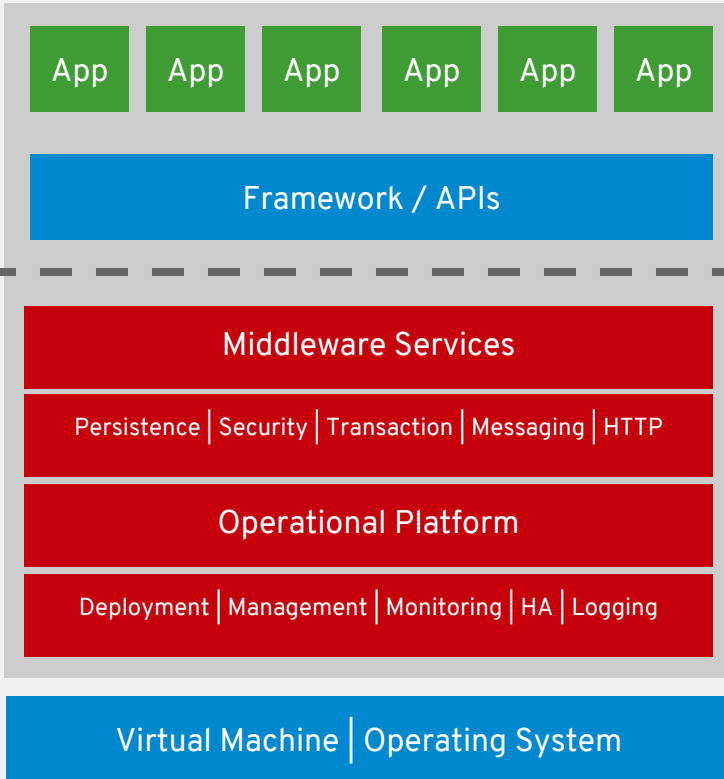 App App App App App App
Framework / APIs
Middleware Services
Persistence | Security | Transaction | Messaging | HTTP
Operational Platform
Deployment | Management | Monitoring | HA | Logging
Virtual Machine | Operating System